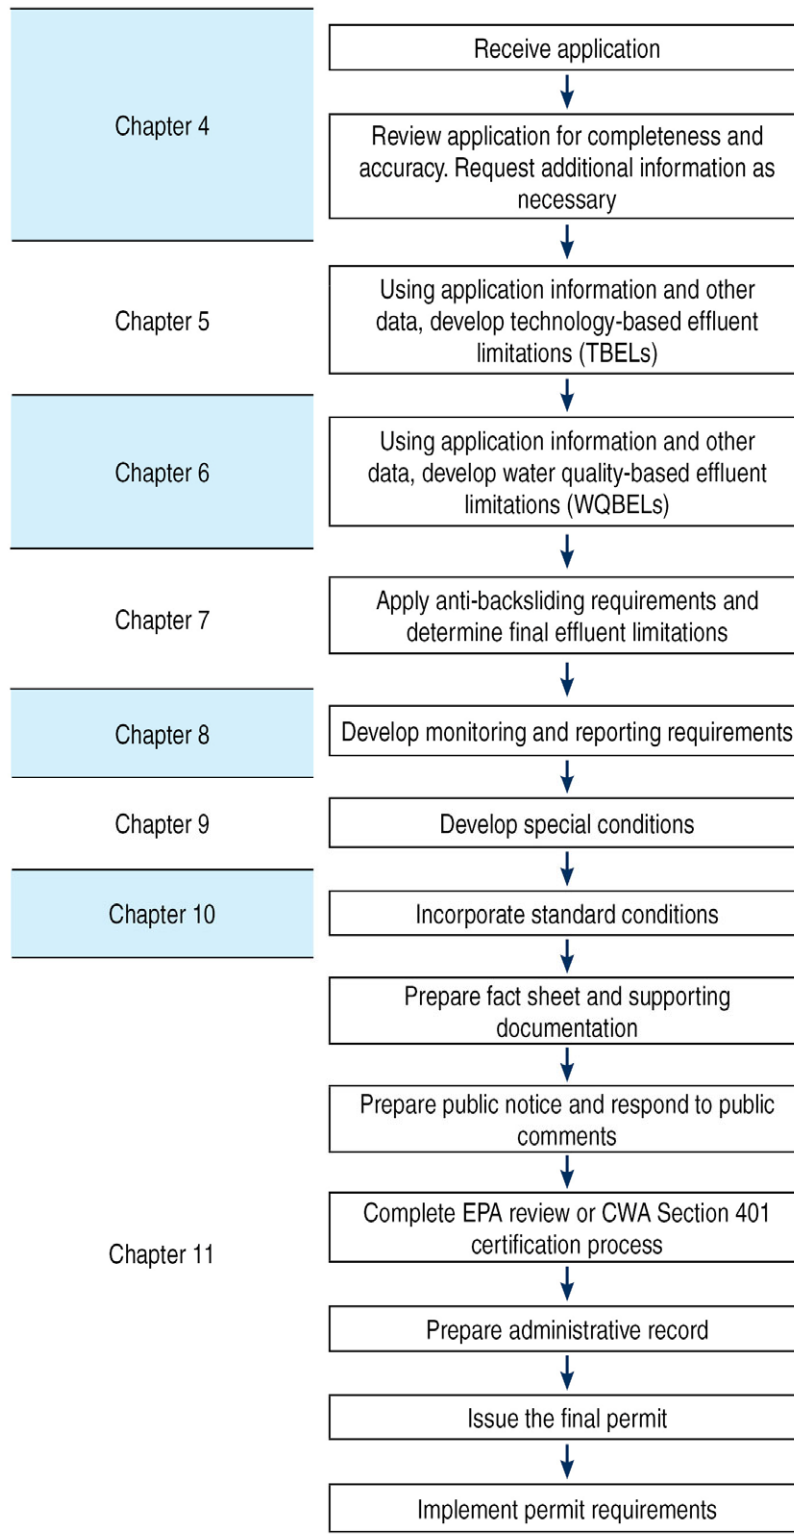 Chapter 4
Receive application
Review application for completeness and
accuracy. Request additional information as
necessary
Chapter 5
Using application information and other
data, develop technology-based effluent
limitations (TBELs)
Chapter 6
Using application information and other
data, develop water quality-based effluent
limitations (WQBELs)
Chapter 7
Apply anti-backsliding requirements and
determine final effluent limitations
Chapter 8
Develop monitoring and reporting requirements
Chapter 9
Develop special conditions
Chapter 10
Incorporate standard conditions
Chapter 11
Prepare fact sheet and supporting
documentation
Prepare public notice and respond to public
comments
Complete EPA review or CWA Section 401
certification process
Prepare administrative record
Issue the final permit
Implement permit requirements